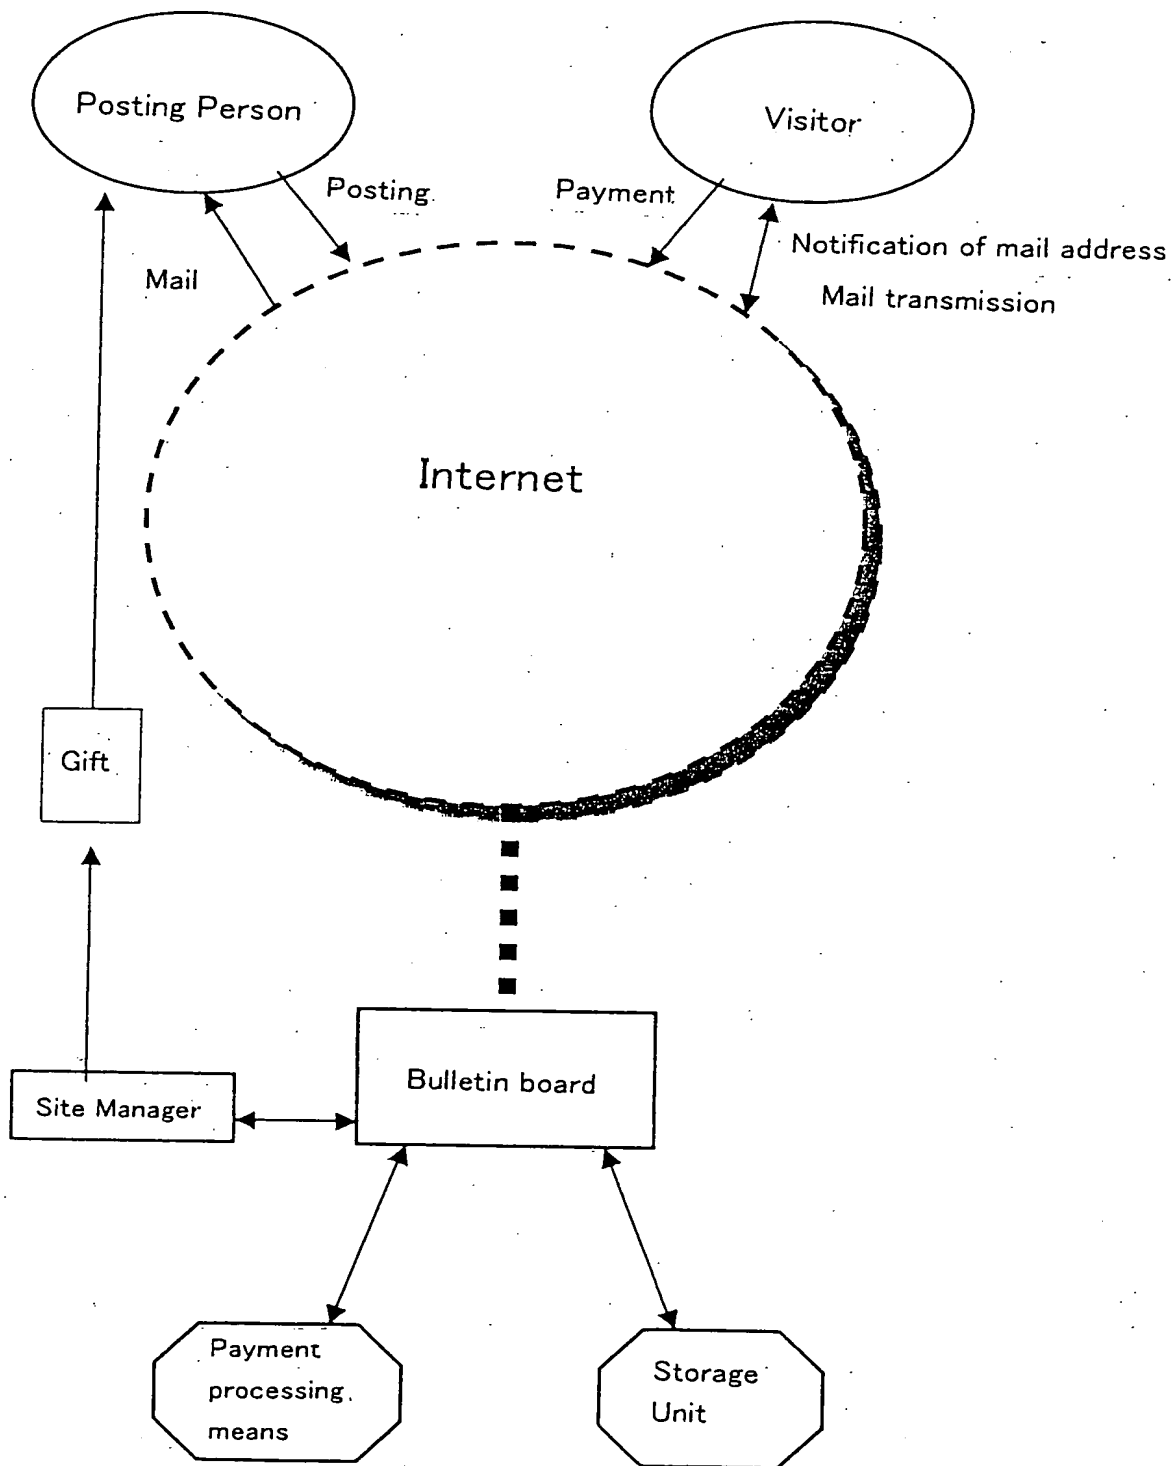 Posting Person
Visitor
Posting
Payment
Notification of mail address
Mail
Mail transmission
Internet
Gift
Bulletin board
Site Manager
Payment
processing
means
Storage
Unit